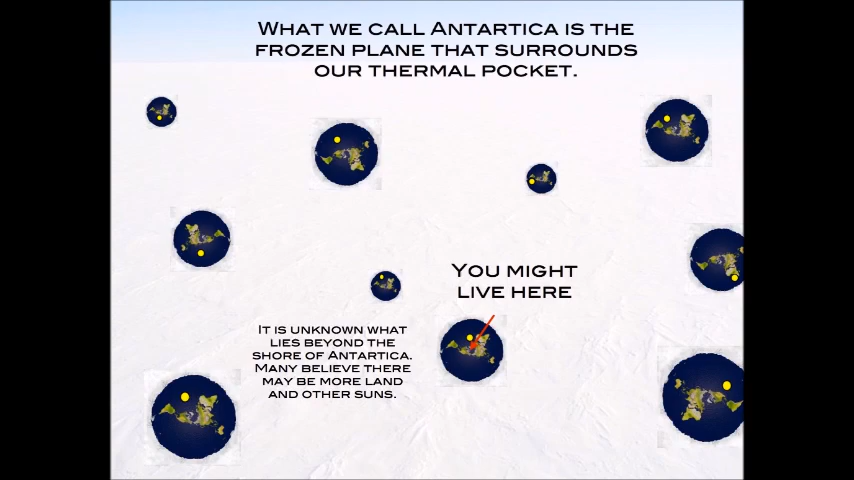 What we call Antartica is the
frozen plane that surrounds
our thermal pocket.
You might
live here
It is unknown what
lies beyond the
shore of Antartica.
Many believe there
may be more land
and other suns.